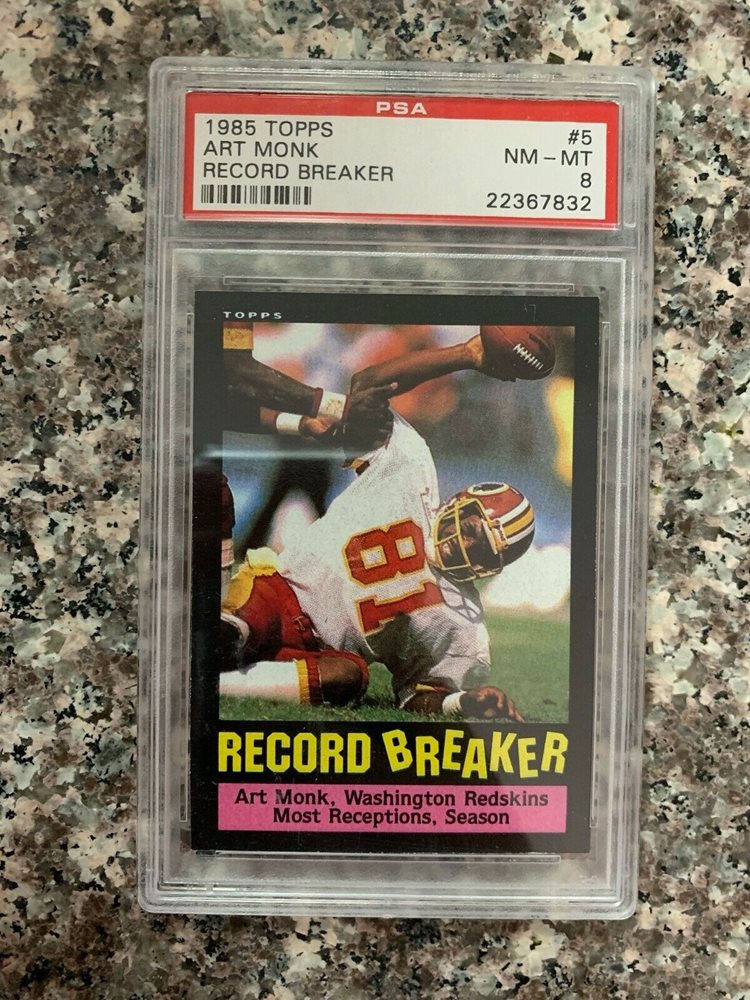 PSA
1985 TOPPS #5
ART MONK NM - MT
RECORD BREAKER 8
22367832
TOPPS
81
RECORD BREAKER
Art Monk, Washington Redskins
Most Receptions, Season